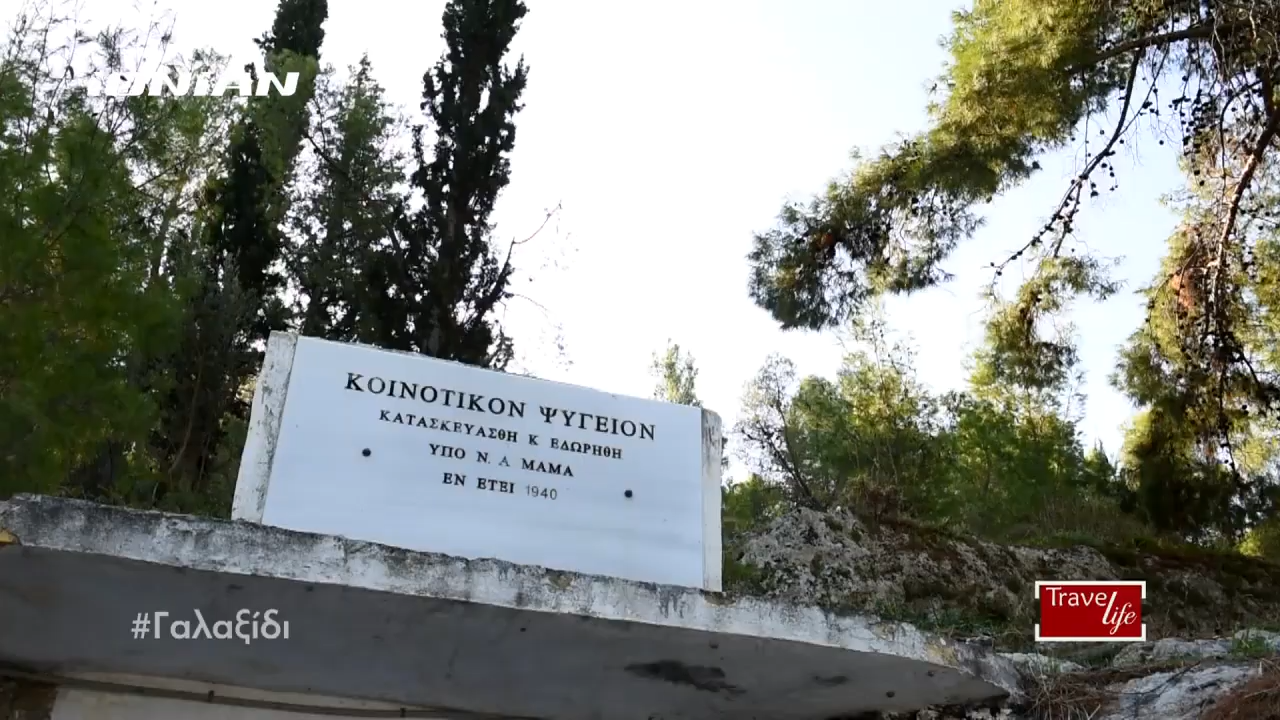 IONIAN
ΚΟΙΝΟΤΙΚΟΝ ΨΥΓΕΙΟΝ
ΚΑΤΑΣΚΕΥΑΣΘΗ Κ ΕΔΩΡΗΘΗ
ΥΠΟ Ν. Α ΜΑΜΑ
ΕΝ ΕΤΕΙ 1940
#Γαλαξίδι
Travel
life